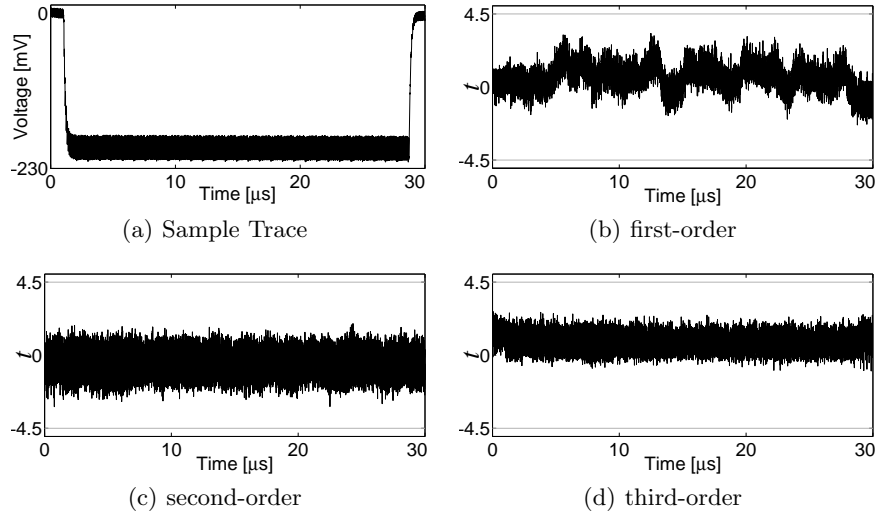 0
Voltage [mV]
-230
0 10 20 30
Time [μs]
(a) Sample Trace
4.5
t
0
-4.5
0 10 20 30
Time [μs]
(b) first-order
4.5
t
0
-4.5
0 10 20 30
Time [μs]
(c) second-order
4.5
t
0
-4.5
0 10 20 30
Time [μs]
(d) third-order